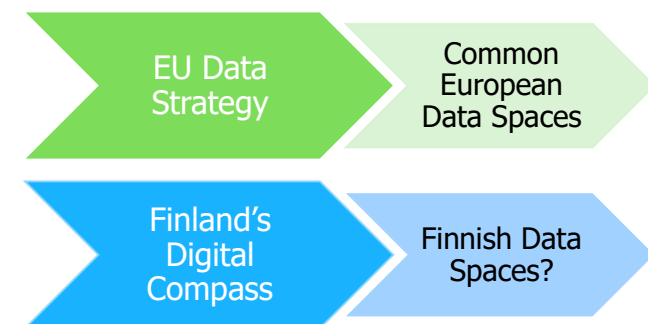 EU Data
Strategy
Common
European
Data Spaces
Finland’s
Digital
Compass
Finnish Data
Spaces?